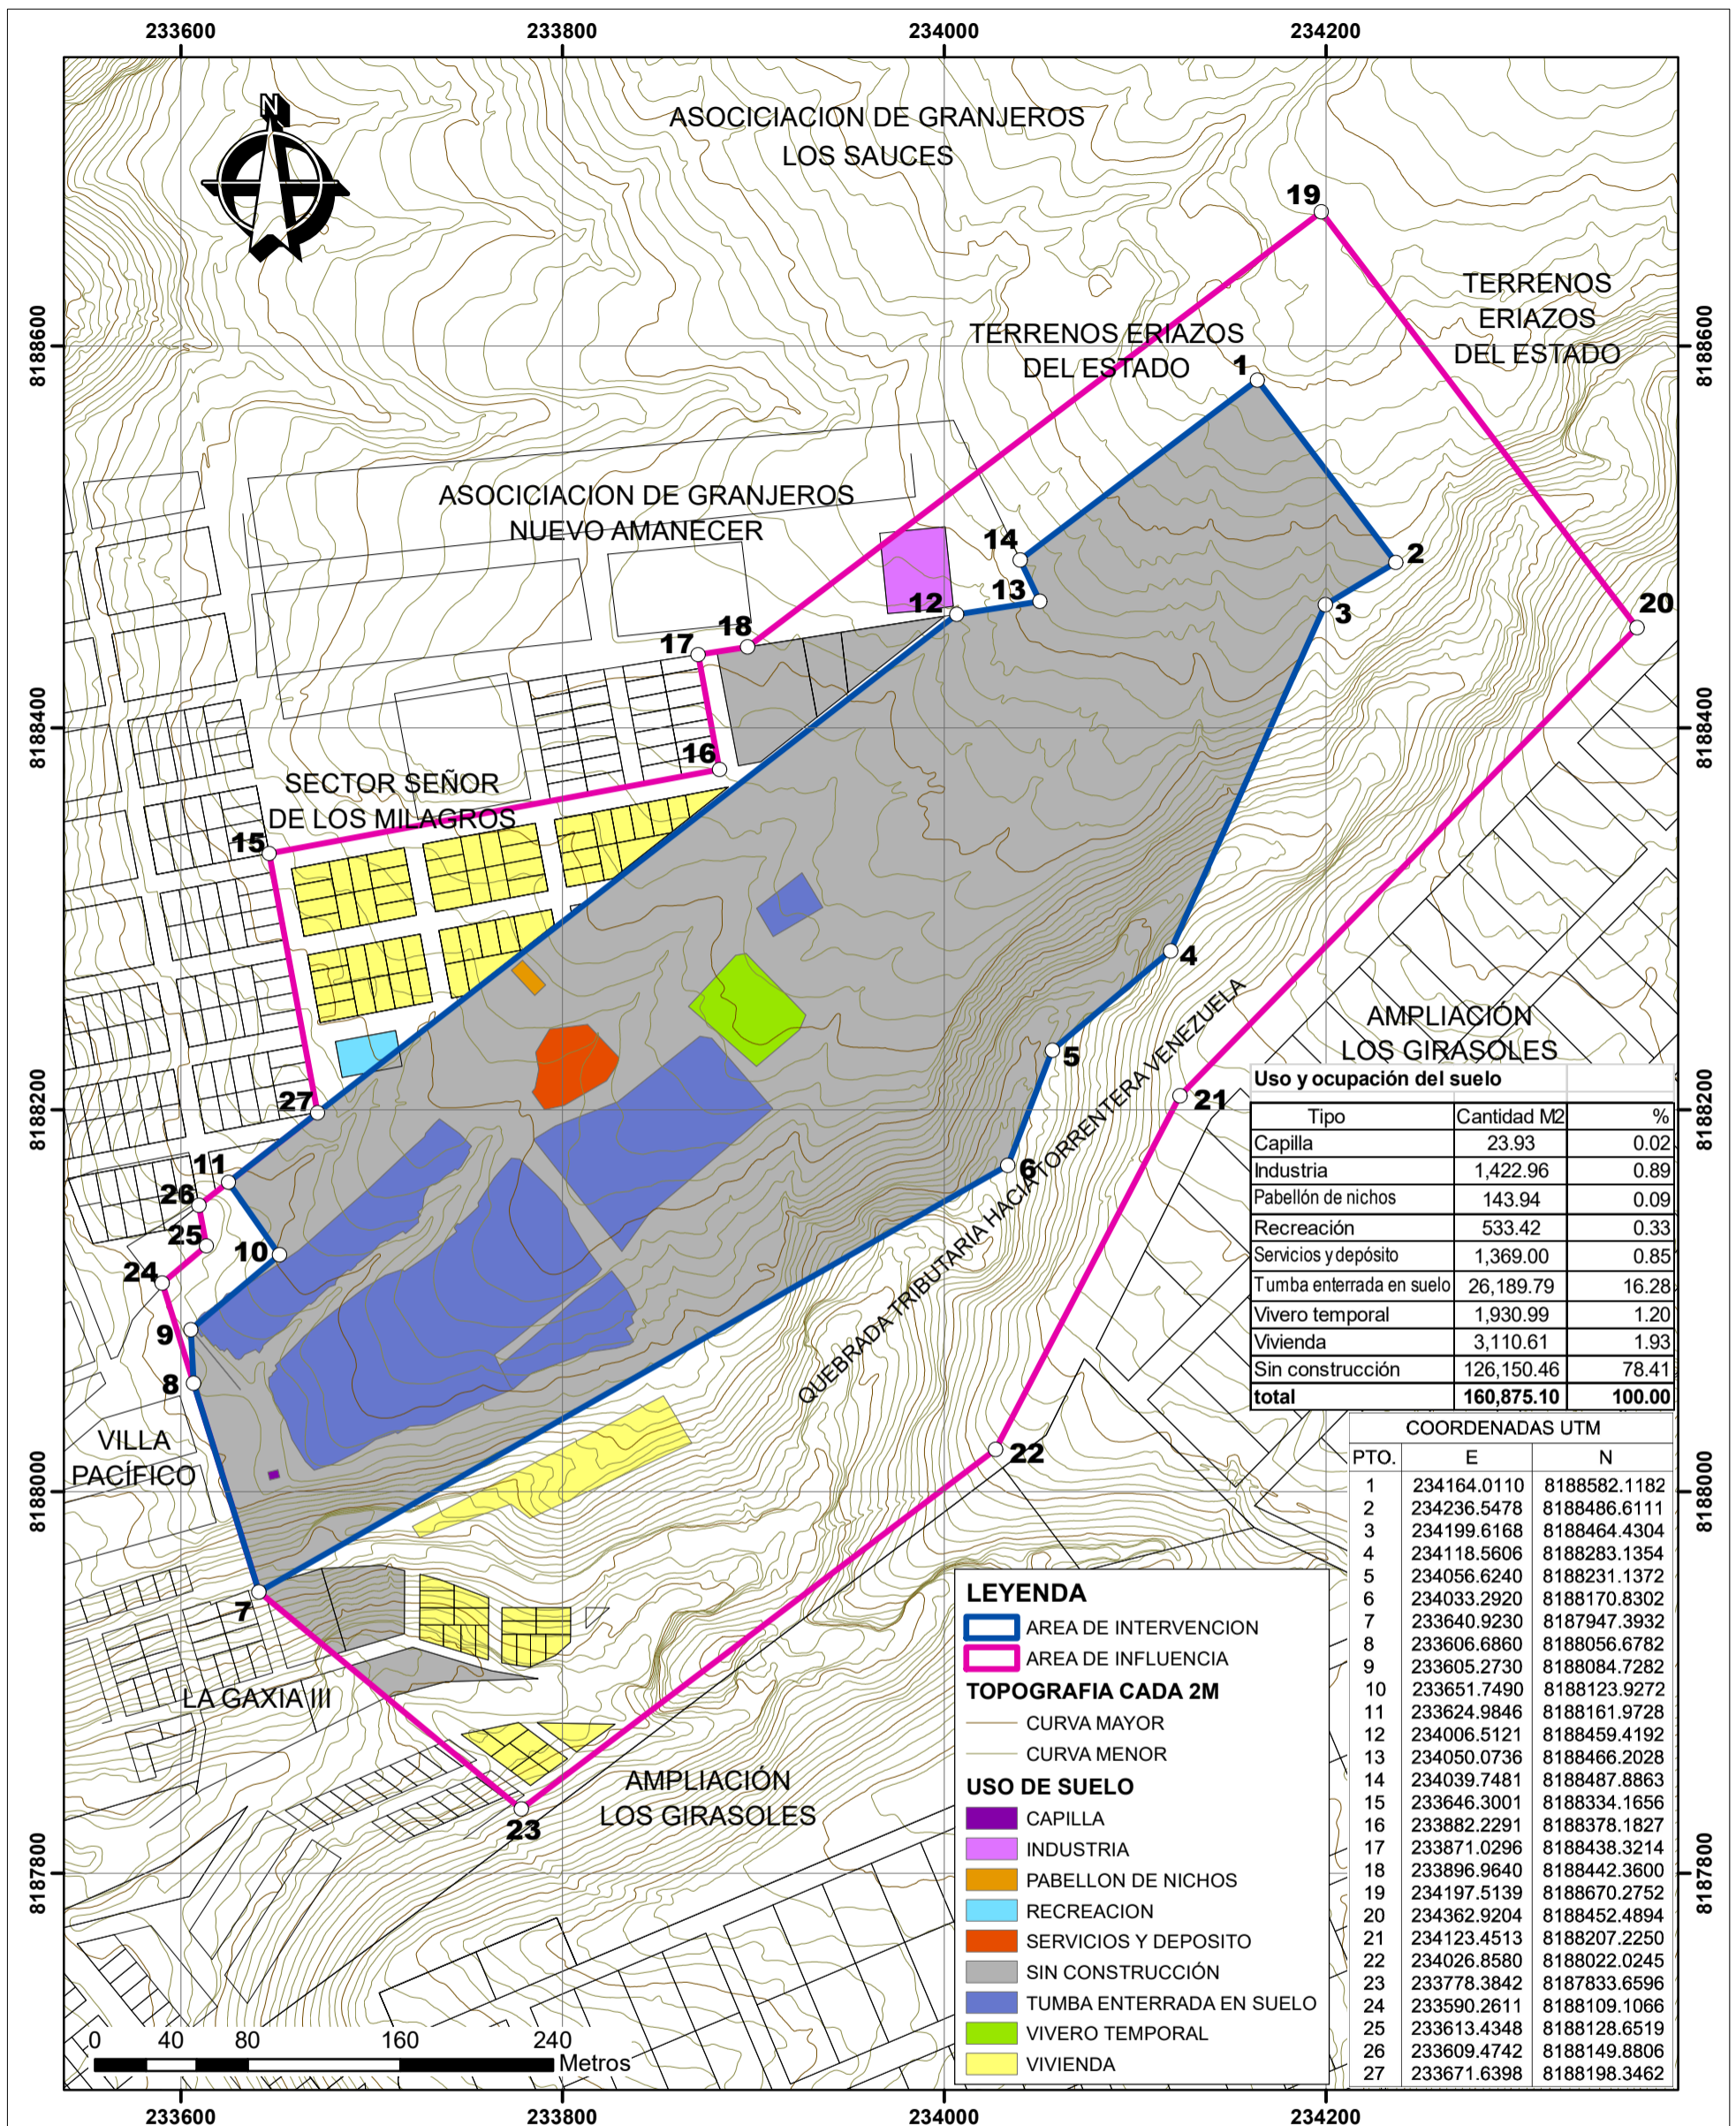 233600 233800 234000 234200
N
ASOCICIACION DE GRANJEROS
LOS SAUCES
19
TERRENOS
ERIAZOS
DEL ESTADO
8188600
8188600
TERRENOS ERIAZOS
DEL ESTADO
1
ASOCICIACION DE GRANJEROS
NUEVO AMANECER
14
2
13
12
3
20
18
17
8188400
8188400
16
SECTOR SEÑOR
DE LOS MILAGROS
15
4
AMPLIACIÓN
LOS GIRASOLES
5
QUEBRADA TRIBUTARIA HACIA TORRENTERA VENEZUELA
21
27
8188200
8188200
6
11
26
25
10
24
9
8
VILLA
PACÍFICO
22
8188000
8188000
7
LA GAXIA III
AMPLIACIÓN
LOS GIRASOLES
23
8187800
8187800
Uso y ocupación del suelo
Tipo Cantidad M2 %
Capilla 23.93 0.02
Industria 1,422.96 0.89
Pabellón de nichos 143.94 0.09
Recreación 533.42 0.33
Servicios y depósito 1,369.00 0.85
Tumba enterrada en suelo 26,189.79 16.28
Vivero temporal 1,930.99 1.20
Vivienda 3,110.61 1.93
Sin construcción 126,150.46 78.41
total 160,875.10 100.00
COORDENADAS UTM
PTO. E N
1 234164.0110 8188582.1182
2 234236.5478 8188486.6111
3 234199.6168 8188464.4304
4 234118.5606 8188283.1354
5 234056.6240 8188231.1372
6 234033.2920 8188170.8302
7 233640.9230 8187947.3932
8 233606.6860 8188056.6782
9 233605.2730 8188084.7282
10 233651.7490 8188123.9272
11 233624.9846 8188161.9728
12 234006.5121 8188459.4192
13 234050.0736 8188466.2028
14 234039.7481 8188487.8863
15 233646.3001 8188334.1656
16 233882.2291 8188378.1827
17 233871.0296 8188438.3214
18 233896.9640 8188442.3600
19 234197.5139 8188670.2752
20 234362.9204 8188452.4894
21 234123.4513 8188207.2250
22 234026.8580 8188022.0245
23 233778.3842 8187833.6596
24 233590.2611 8188109.1066
25 233613.4348 8188128.6519
26 233609.4742 8188149.8806
27 233671.6398 8188198.3462
LEYENDA
AREA DE INTERVENCION
AREA DE INFLUENCIA
TOPOGRAFIA CADA 2M
CURVA MAYOR
CURVA MENOR
USO DE SUELO
CAPILLA
INDUSTRIA
PABELLON DE NICHOS
RECREACION
SERVICIOS Y DEPOSITO
SIN CONSTRUCCIÓN
TUMBA ENTERRADA EN SUELO
VIVERO TEMPORAL
VIVIENDA
0 40 80 160 240
Metros
233600 233800 234000 234200